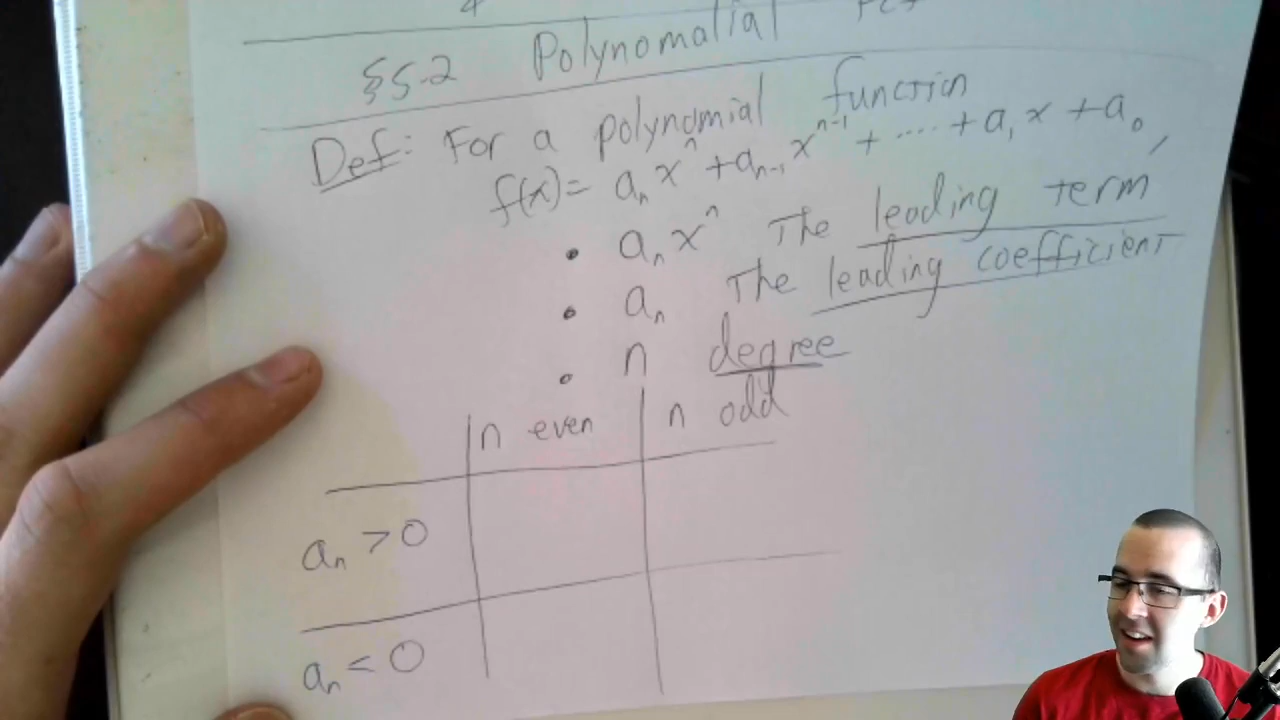 §5.2 Polynomatial
Def: For a polynomial function
f(x) = aₙxⁿ + aₙ₋₁xⁿ⁻¹ + ···· + a₁x + a₀,
• aₙxⁿ The leading term
• aₙ The leading coefficient
• n degree
n even n odd
aₙ > 0
aₙ < 0